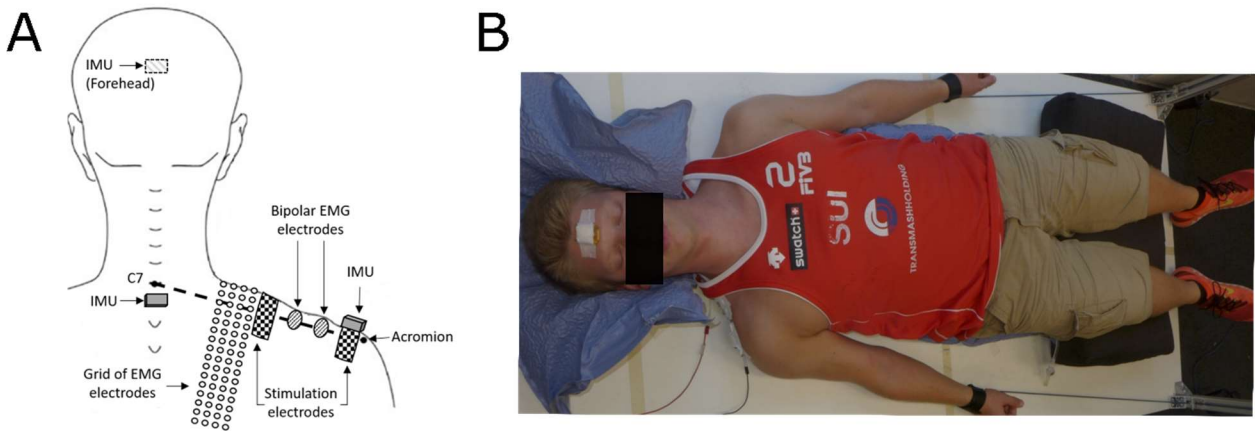 A
IMU
(Forehead)
Bipolar EMG
electrodes
IMU
C7
IMU
Acromion
Grid of EMG
electrodes
Stimulation
electrodes
B
2
FIVB
swatch
SUI
TRANSMASHHOLDING